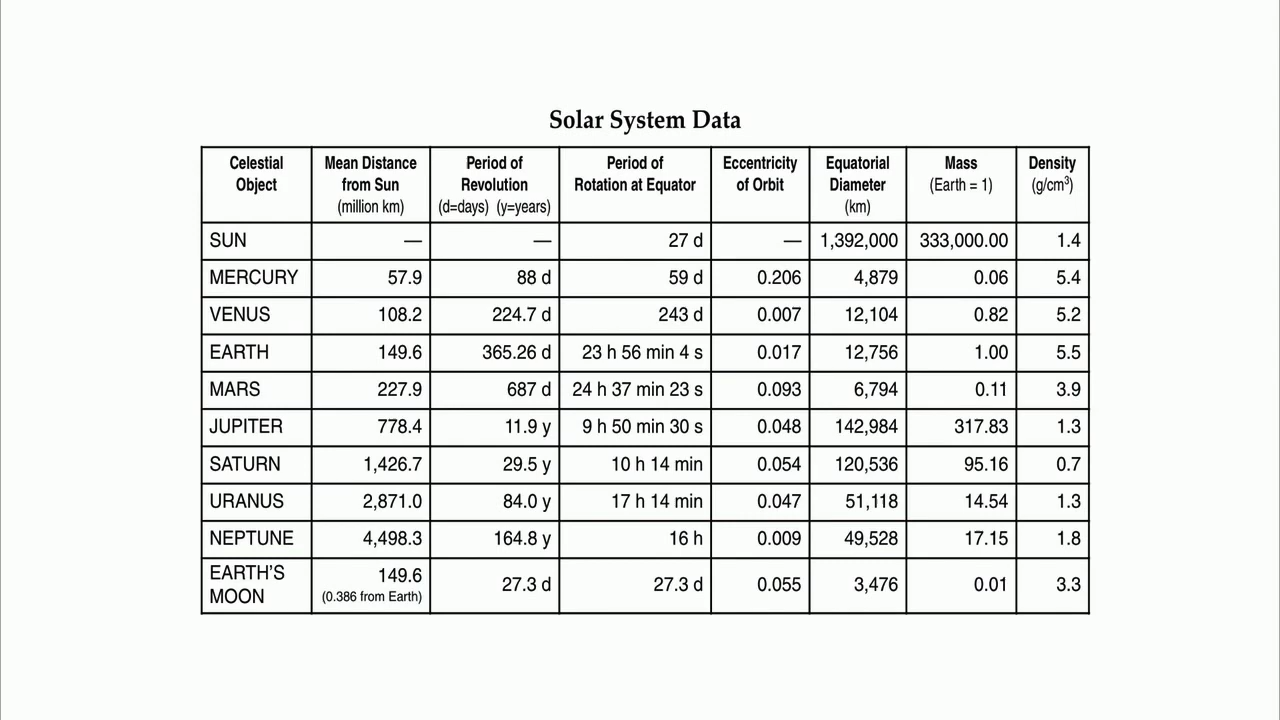 Solar System Data
Celestial Object | Mean Distance from Sun (million km) | Period of Revolution (d=days) (y=years) | Period of Rotation at Equator | Eccentricity of Orbit | Equatorial Diameter (km) | Mass (Earth = 1) | Density (g/cm³)
SUN | — | — | 27 d | — | 1,392,000 | 333,000.00 | 1.4
MERCURY | 57.9 | 88 d | 59 d | 0.206 | 4,879 | 0.06 | 5.4
VENUS | 108.2 | 224.7 d | 243 d | 0.007 | 12,104 | 0.82 | 5.2
EARTH | 149.6 | 365.26 d | 23 h 56 min 4 s | 0.017 | 12,756 | 1.00 | 5.5
MARS | 227.9 | 687 d | 24 h 37 min 23 s | 0.093 | 6,794 | 0.11 | 3.9
JUPITER | 778.4 | 11.9 y | 9 h 50 min 30 s | 0.048 | 142,984 | 317.83 | 1.3
SATURN | 1,426.7 | 29.5 y | 10 h 14 min | 0.054 | 120,536 | 95.16 | 0.7
URANUS | 2,871.0 | 84.0 y | 17 h 14 min | 0.047 | 51,118 | 14.54 | 1.3
NEPTUNE | 4,498.3 | 164.8 y | 16 h | 0.009 | 49,528 | 17.15 | 1.8
EARTH'S MOON | 149.6 (0.386 from Earth) | 27.3 d | 27.3 d | 0.055 | 3,476 | 0.01 | 3.3